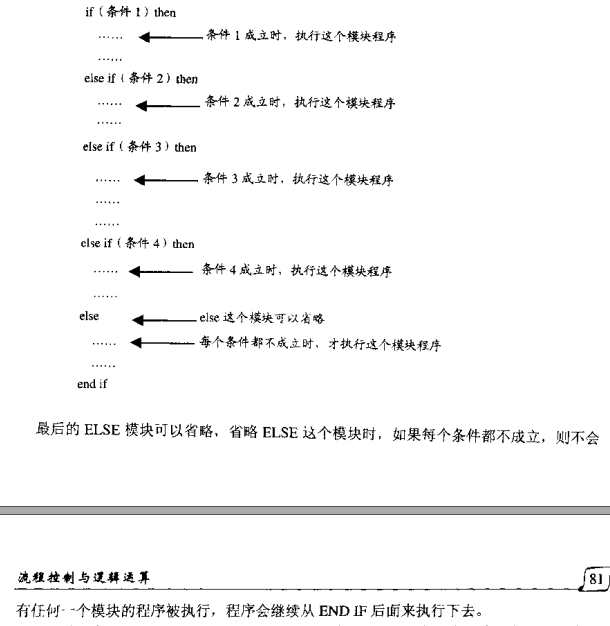 if（条件 1）then
…… 条件 1 成立时，执行这个模块程序
……
else if（条件 2）then
…… 条件 2 成立时，执行这个模块程序
……
else if（条件 3）then
…… 条件 3 成立时，执行这个模块程序
……
……
else if（条件 4）then
…… 条件 4 成立时，执行这个模块程序
……
else else 这个模块可以省略
…… 每个条件都不成立时，才执行这个模块程序
……
end if
最后的 ELSE 模块可以省略，省略 ELSE 这个模块时，如果每个条件都不成立，则不会
流程控制与逻辑运算 81
有任何一个模块的程序被执行，程序会继续从 END IF 后面来执行下去。